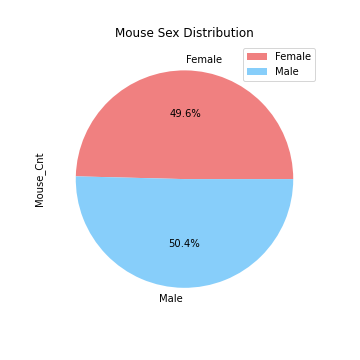 Mouse Sex Distribution
Female
Female
Male
49.6%
Mouse_Cnt
50.4%
Male